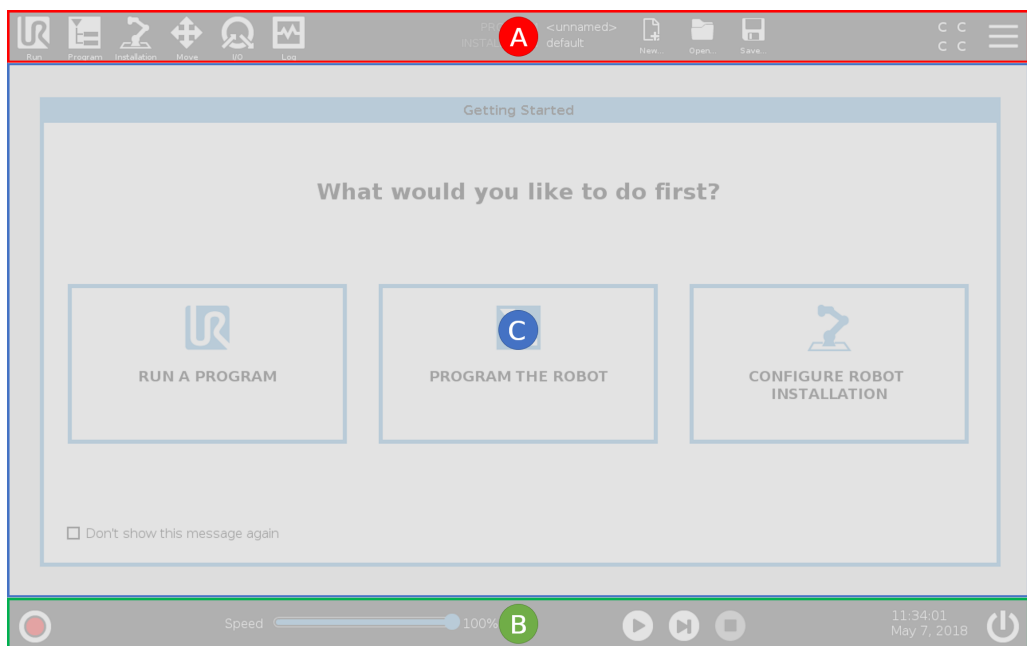 <unnamed>
default
A
C C
C C
Run
Program
Installation
Move
I/O
Log
New...
Open...
Save...
Getting Started
What would you like to do first?
RUN A PROGRAM
C
PROGRAM THE ROBOT
CONFIGURE ROBOT
INSTALLATION
Don't show this message again
Speed
100%
B
11:34:01
May 7, 2018